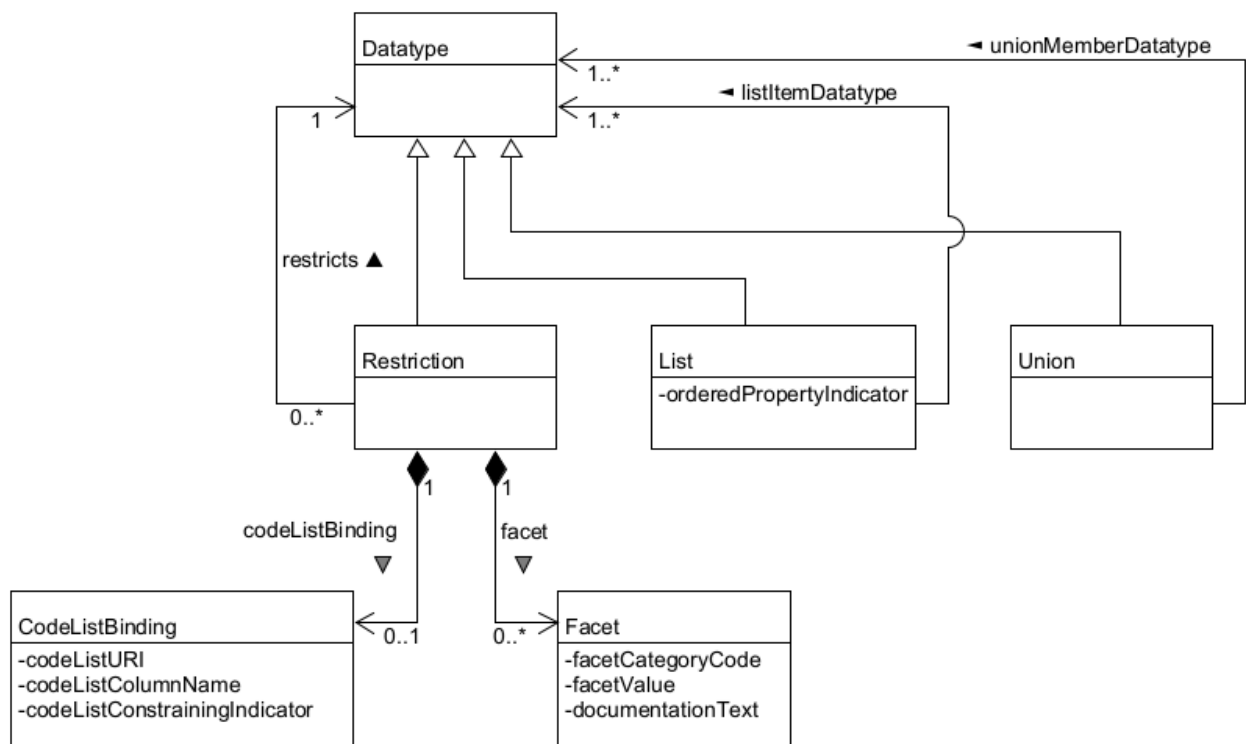 Datatype
◄ unionMemberDatatype
1..*
◄ listItemDatatype
1
1..*
restricts ▲
Restriction
List
Union
-orderedPropertyIndicator
0..*
1
1
codeListBinding
facet
▼
▼
CodeListBinding
0..1
0..*
Facet
-codeListURI
-facetCategoryCode
-codeListColumnName
-facetValue
-codeListConstrainingIndicator
-documentationText